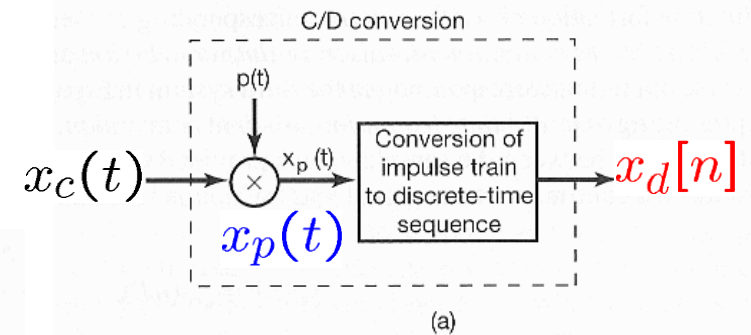 C/D conversion
p(t)
x_c(t)
×
x_p (t)
x_p(t)
Conversion of
impulse train
to discrete-time
sequence
x_d[n]
(a)